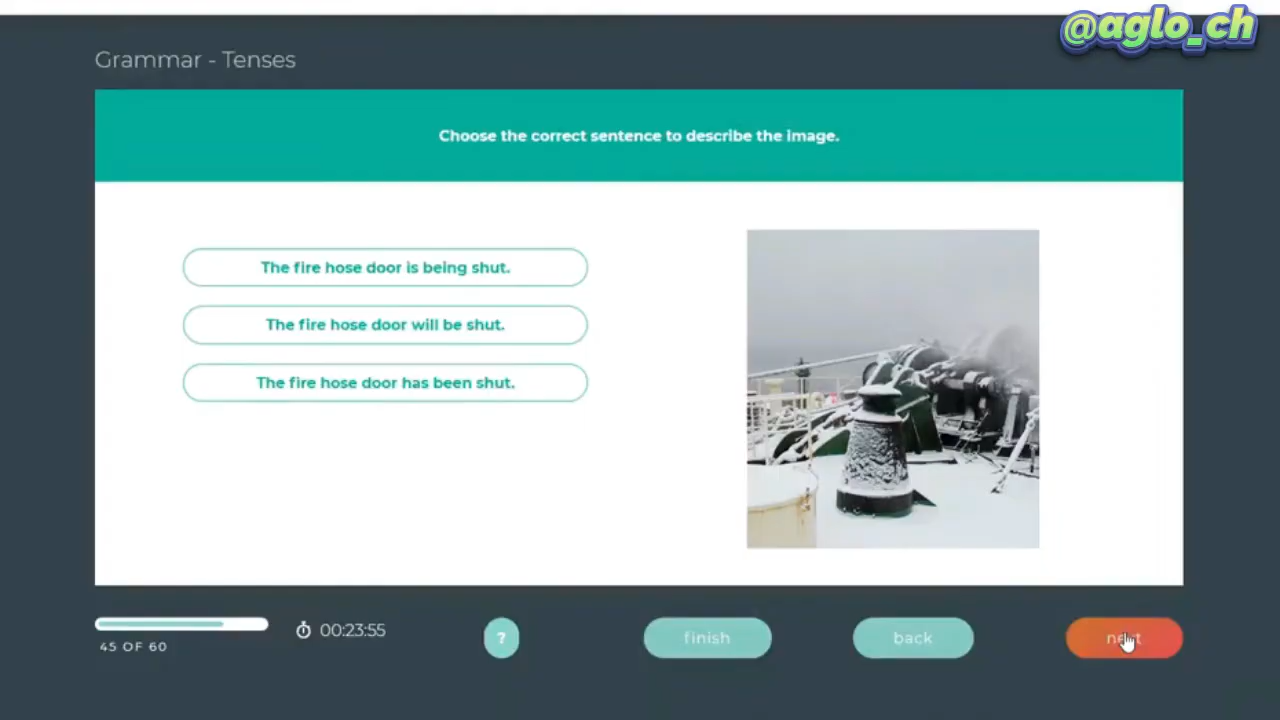 @aglo_ch
Grammar - Tenses
Choose the correct sentence to describe the image.
The fire hose door is being shut.
The fire hose door will be shut.
The fire hose door has been shut.
45 OF 60
00:23:55
?
finish
back
next